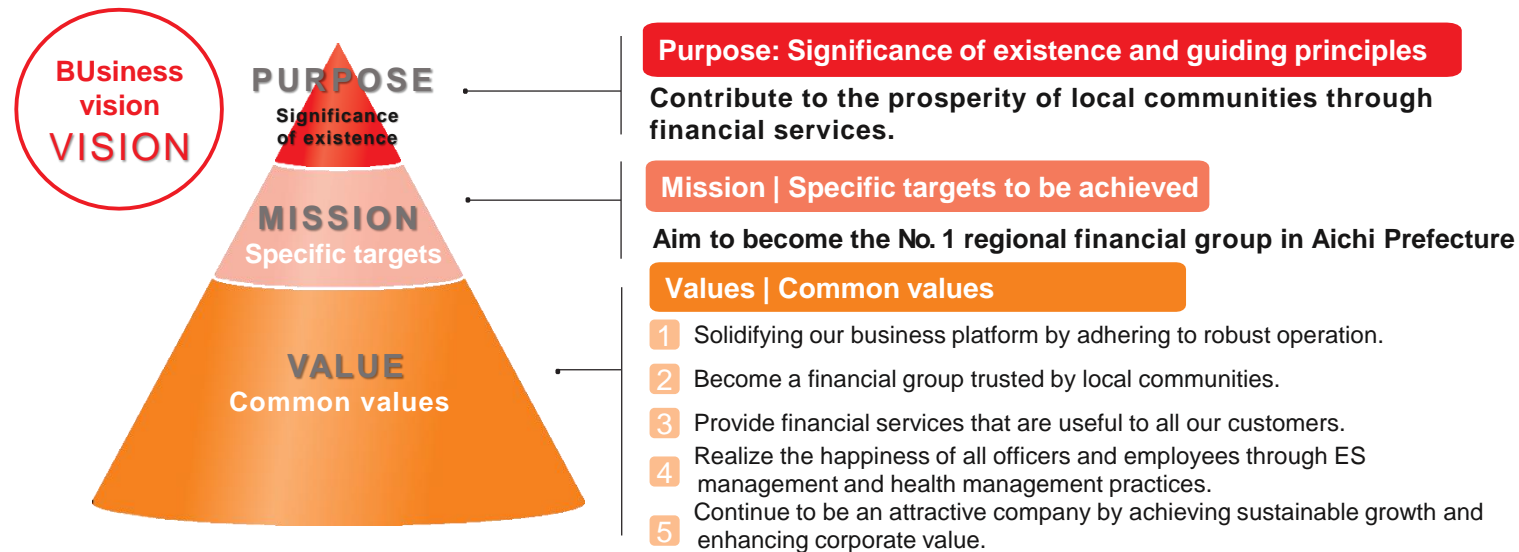 BUsiness
vision
VISION
PURPOSE
Significance
of existence
MISSION
Specific targets
VALUE
Common values
Purpose: Significance of existence and guiding principles
Contribute to the prosperity of local communities through
financial services.
Mission | Specific targets to be achieved
Aim to become the No. 1 regional financial group in Aichi Prefecture
Values | Common values
1 Solidifying our business platform by adhering to robust operation.
2 Become a financial group trusted by local communities.
3 Provide financial services that are useful to all our customers.
4 Realize the happiness of all officers and employees through ES
management and health management practices.
5 Continue to be an attractive company by achieving sustainable growth and
enhancing corporate value.